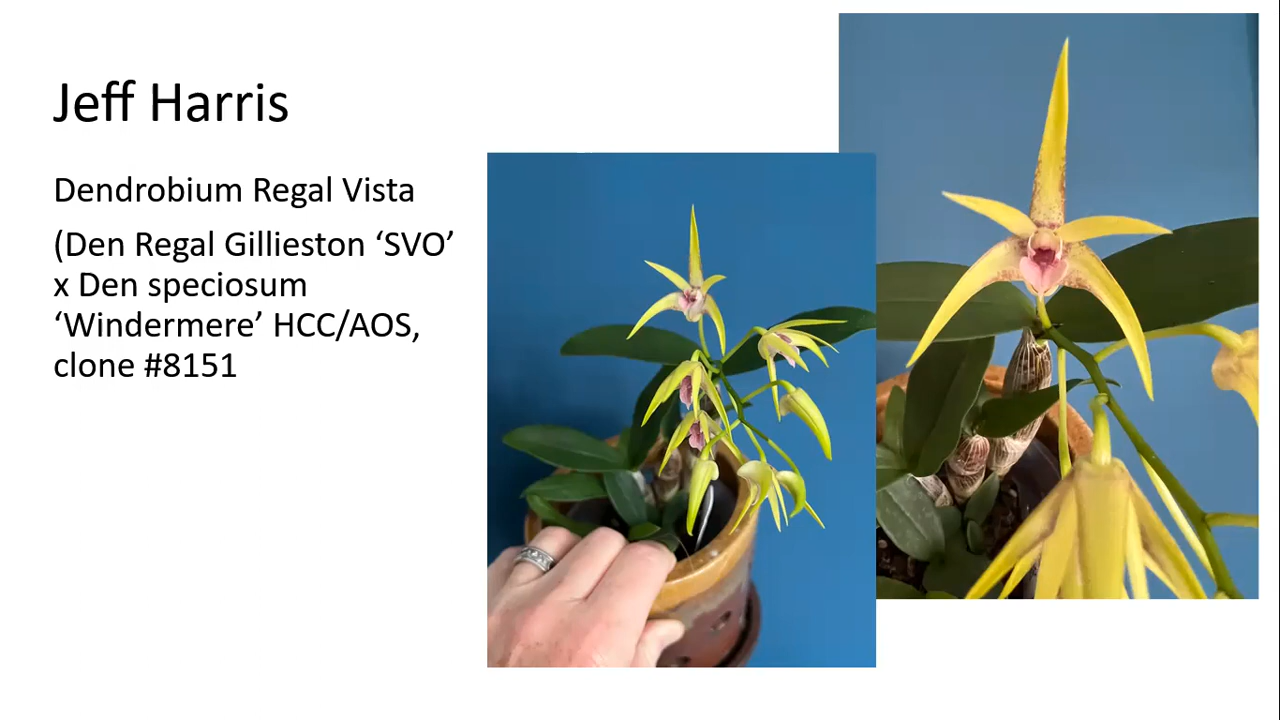 Jeff Harris
Dendrobium Regal Vista
(Den Regal Gillieston ‘SVO’
x Den speciosum
‘Windermere’ HCC/AOS,
clone #8151